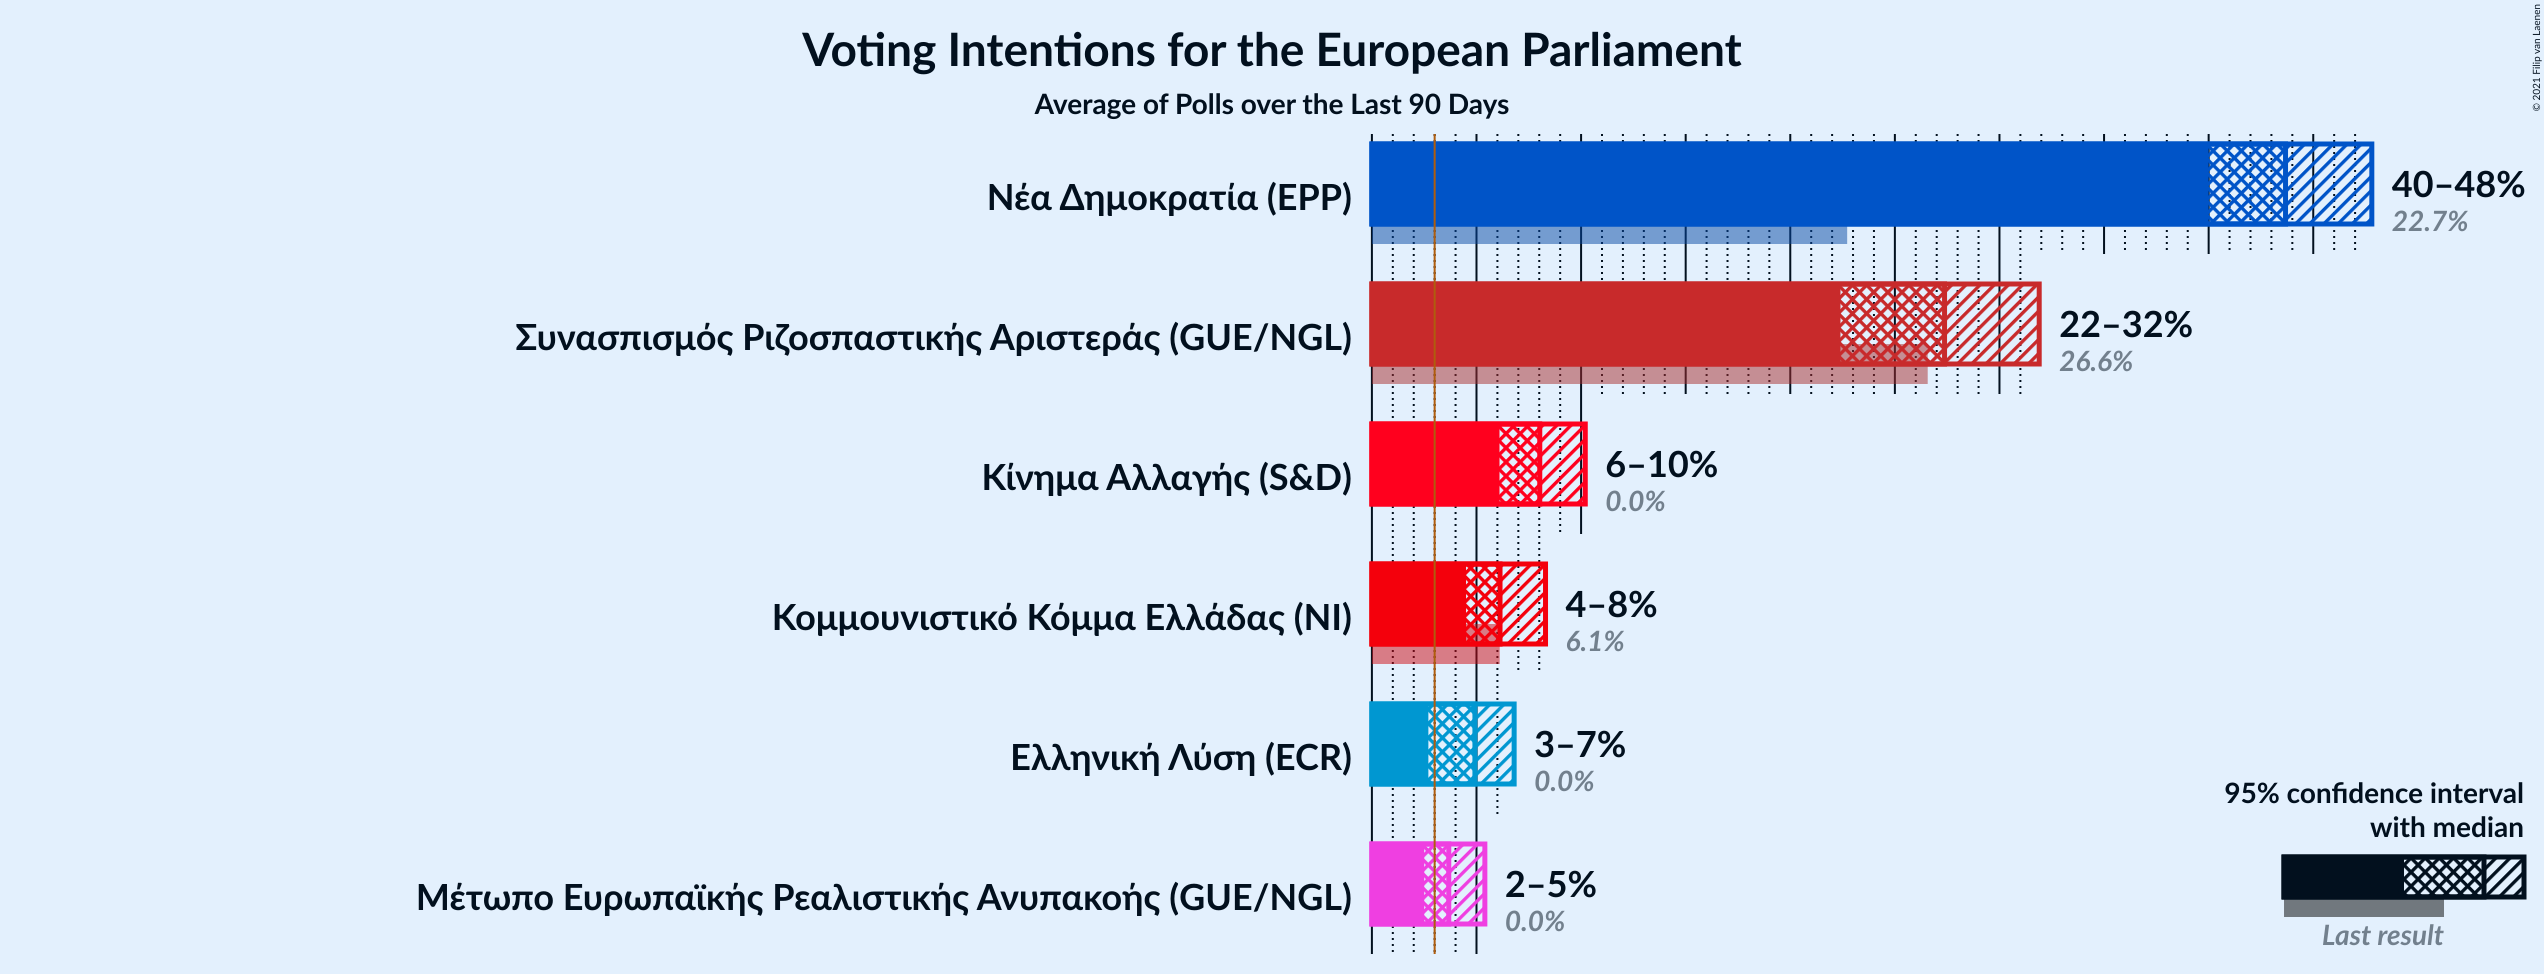 Voting Intentions for the European Parliament
Average of Polls over the Last 90 Days
© 2021 Filip van Laenen
Νέα Δημοκρατία (EPP)
40–48%
22.7%
Συνασπισμός Ριζοσπαστικής Αριστεράς (GUE/NGL)
22–32%
26.6%
Κίνημα Αλλαγής (S&D)
6–10%
0.0%
Κομμουνιστικό Κόμμα Ελλάδας (NI)
4–8%
6.1%
Ελληνική Λύση (ECR)
3–7%
0.0%
Μέτωπο Ευρωπαϊκής Ρεαλιστικής Ανυπακοής (GUE/NGL)
2–5%
0.0%
95% confidence interval
with median
Last result